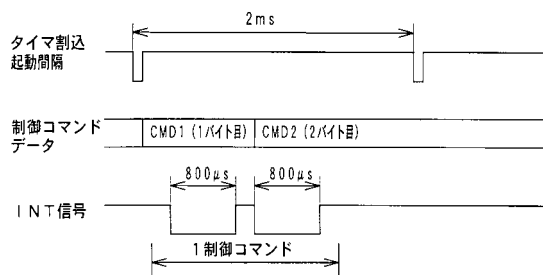 2ms
タイマ割込
起動間隔
制御コマンド
データ
CMD1 (1バイト目)
CMD2 (2バイト目)
800μs
800μs
INT信号
1制御コマンド